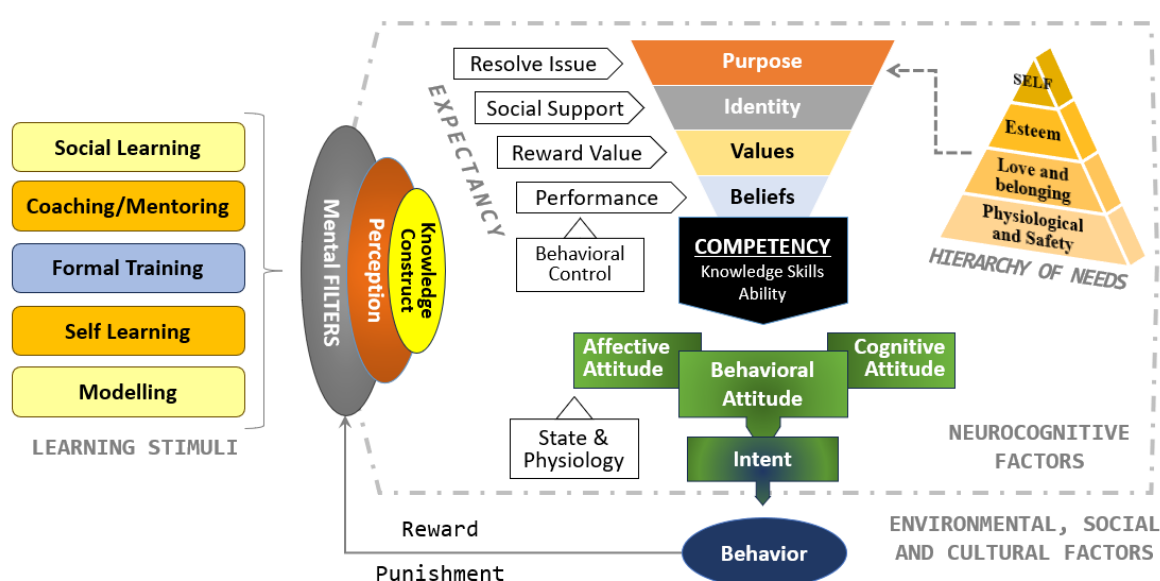 Social Learning
Coaching/Mentoring
Formal Training
Self Learning
Modelling
LEARNING STIMULI
Mental FILTERS
Perception
Knowledge
Construct
EXPECTANCY
Resolve Issue
Social Support
Reward Value
Performance
Behavioral
Control
Purpose
Identity
Values
Beliefs
COMPETENCY
Knowledge Skills
Ability
SELF
Esteem
Love and
belonging
Physiological
and Safety
HIERARCHY OF NEEDS
Affective
Attitude
Behavioral
Attitude
Cognitive
Attitude
State &
Physiology
Intent
NEUROCOGNITIVE
FACTORS
Behavior
Reward
Punishment
ENVIRONMENTAL, SOCIAL
AND CULTURAL FACTORS